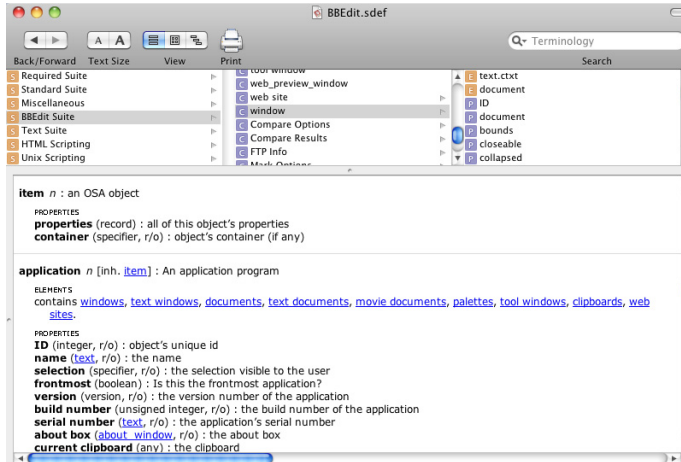 BBEdit.sdef
A A
Q- Terminology
Back/Forward Text Size View Print Search
S Required Suite
S Standard Suite
S Miscellaneous
S BBEdit Suite
S Text Suite
S HTML Scripting
S Unix Scripting
C tool window
C web_preview_window
C web site
C window
C Compare Options
C Compare Results
C FTP Info
C Mark Options
E text.ctxt
E document
P ID
P document
P bounds
P closeable
P collapsed
item n : an OSA object
PROPERTIES
properties (record) : all of this object's properties
container (specifier, r/o) : object's container (if any)
application n [inh. item] : An application program
ELEMENTS
contains windows, text windows, documents, text documents, movie documents, palettes, tool windows, clipboards, web
sites.
PROPERTIES
ID (integer, r/o) : object's unique id
name (text, r/o) : the name
selection (specifier, r/o) : the selection visible to the user
frontmost (boolean) : Is this the frontmost application?
version (version, r/o) : the version number of the application
build number (unsigned integer, r/o) : the build number of the application
serial number (text, r/o) : the application's serial number
about box (about_window, r/o) : the about box
current clipboard (any) : the clipboard